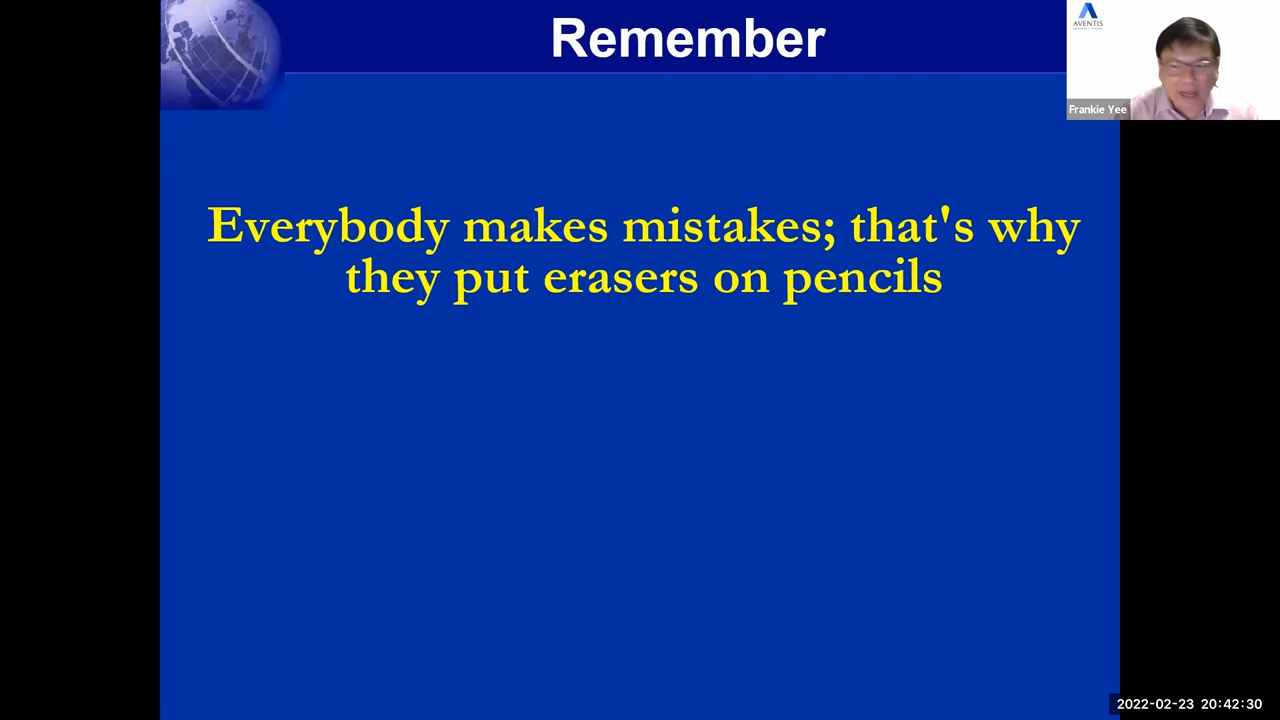 Remember
AVENTIS
Frankie Yee
Everybody makes mistakes; that's why
they put erasers on pencils
2022-02-23 20:42:30